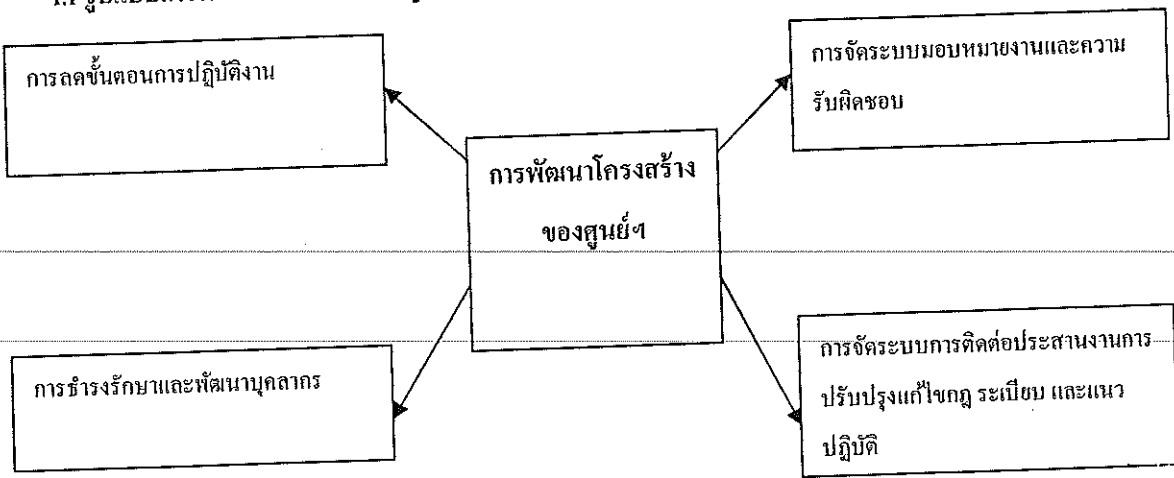 การลดขั้นตอนการปฏิบัติงาน
การจัดระบบมอบหมายงานและความ
รับผิดชอบ
การพัฒนาโครงสร้าง
ของศูนย์ฯ
การธำรงรักษาและพัฒนาบุคลากร
การจัดระบบการติดต่อประสานงานการ
ปรับปรุงแก้ไขกฎ ระเบียบ และแนว
ปฏิบัติ